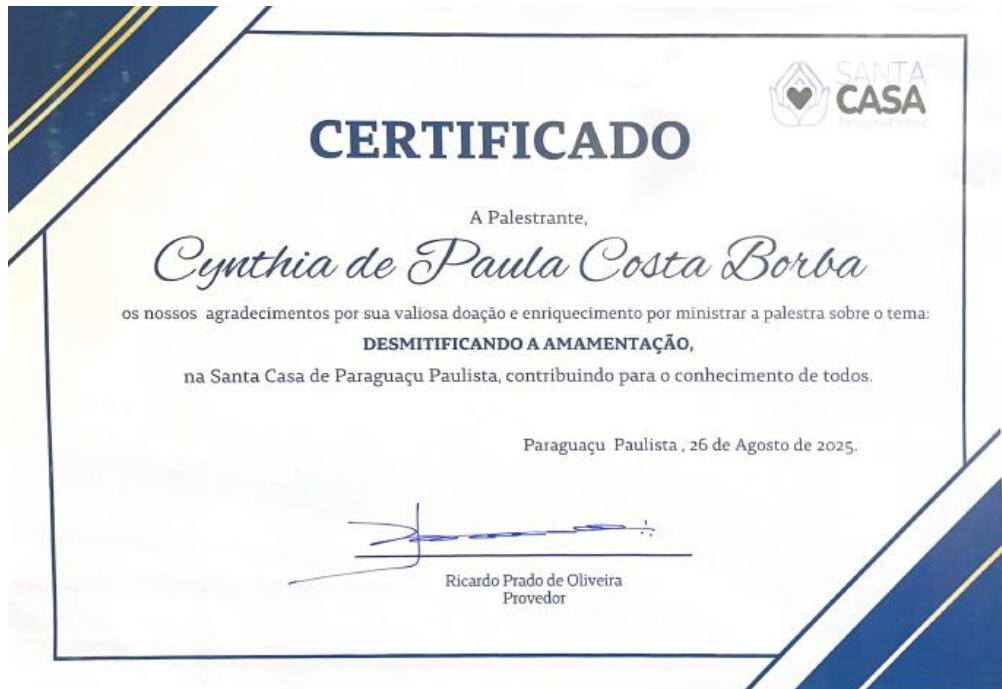 SANTA
CASA
CERTIFICADO
A Palestrante,
Cynthia de Paula Costa Borba
os nossos agradecimentos por sua valiosa doação e enriquecimento por ministrar a palestra sobre o tema:
DESMITIFICANDO A AMAMENTAÇÃO,
na Santa Casa de Paraguaçu Paulista, contribuindo para o conhecimento de todos.
Paraguaçu Paulista , 26 de Agosto de 2025.
Ricardo Prado de Oliveira
Provedor